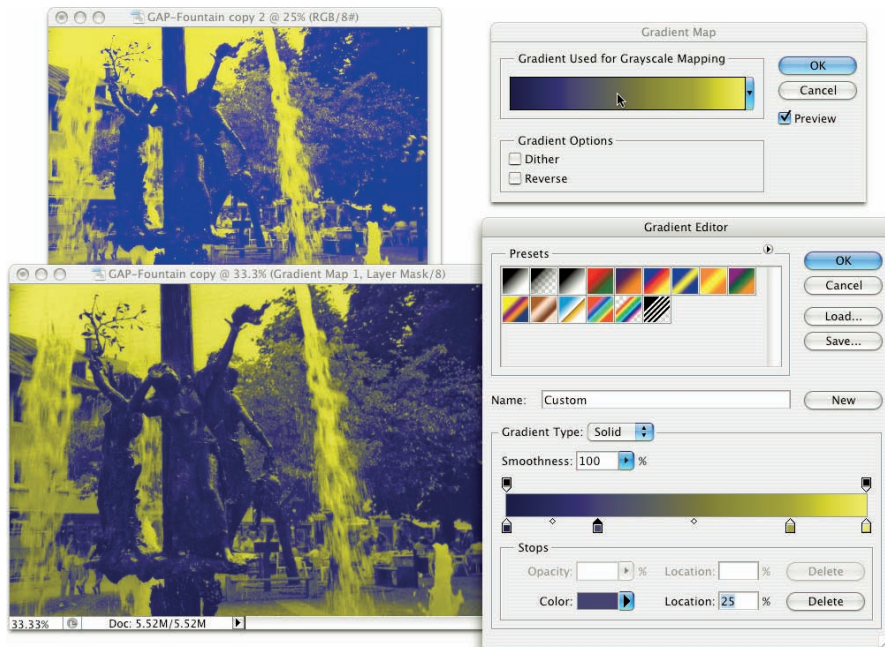 GAP-Fountain copy 2 @ 25% (RGB/8#)
GAP-Fountain copy @ 33.3% (Gradient Map 1, Layer Mask/8)
33.33%
Doc: 5.52M/5.52M
Gradient Map
Gradient Used for Grayscale Mapping
OK
Cancel
Preview
Gradient Options
Dither
Reverse
Gradient Editor
Presets
OK
Cancel
Load...
Save...
Name: Custom
New
Gradient Type: Solid
Smoothness: 100 %
Stops
Opacity: % Location: % Delete
Color: Location: 25 % Delete